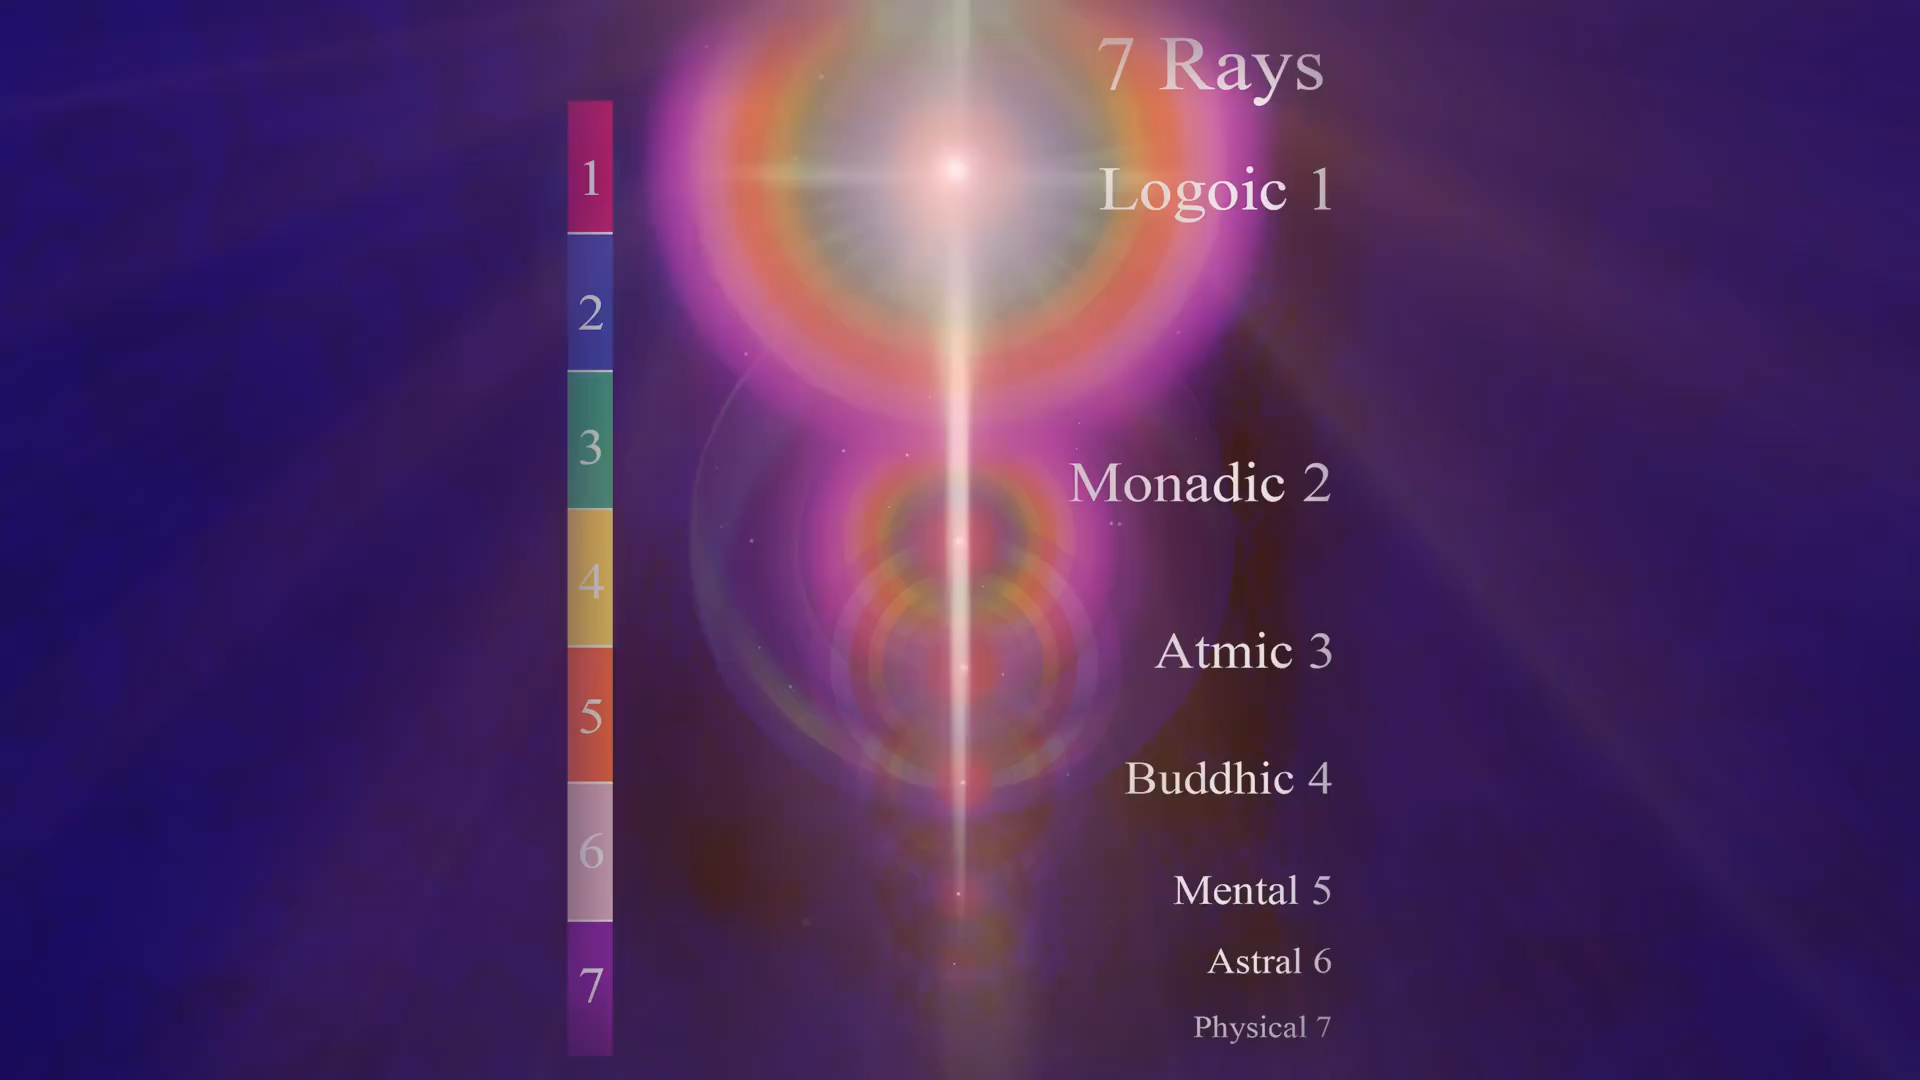 7 Rays
1
Logoic 1
2
3
Monadic 2
4
Atmic 3
5
Buddhic 4
6
Mental 5
Astral 6
7
Physical 7